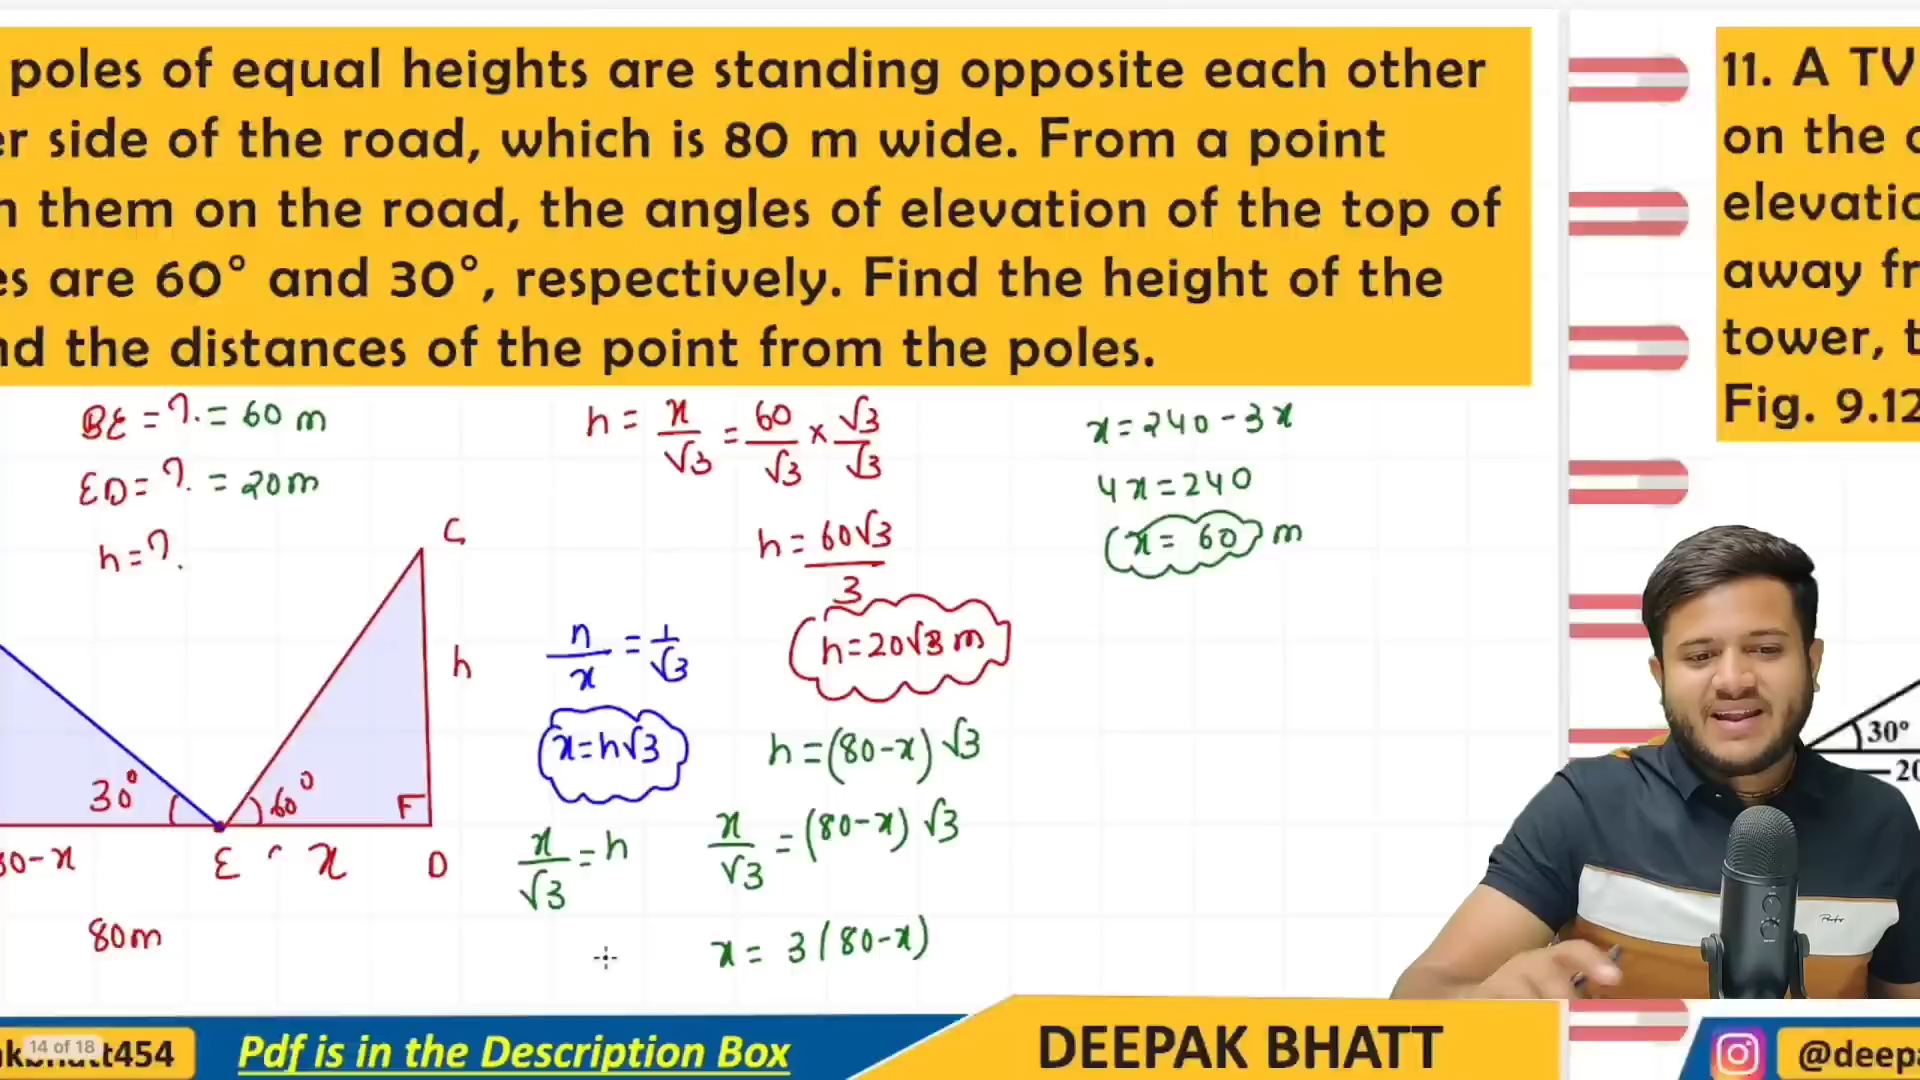 poles of equal heights are standing opposite each other
er side of the road, which is 80 m wide. From a point
n them on the road, the angles of elevation of the top of
es are 60° and 30°, respectively. Find the height of the
nd the distances of the point from the poles.
BE = ? = 60 m
ED = ? = 20m
h = ?
C
h
30°
60°
F
80-x
E
x
D
80m
h = x/√3 = 60/√3 × √3/√3
h = 60√3/3
h = 20√3 m
h/x = 1/√3
x = h√3
x/√3 = h
h = (80-x) √3
x/√3 = (80-x) √3
x = 3(80-x)
x = 240 - 3x
4x = 240
x = 60 m
11. A TV
on the
elevatio
away fr
tower, t
Fig. 9.12
30°
20
14 of 18
akbhatt454
Pdf is in the Description Box
DEEPAK BHATT
@deepa